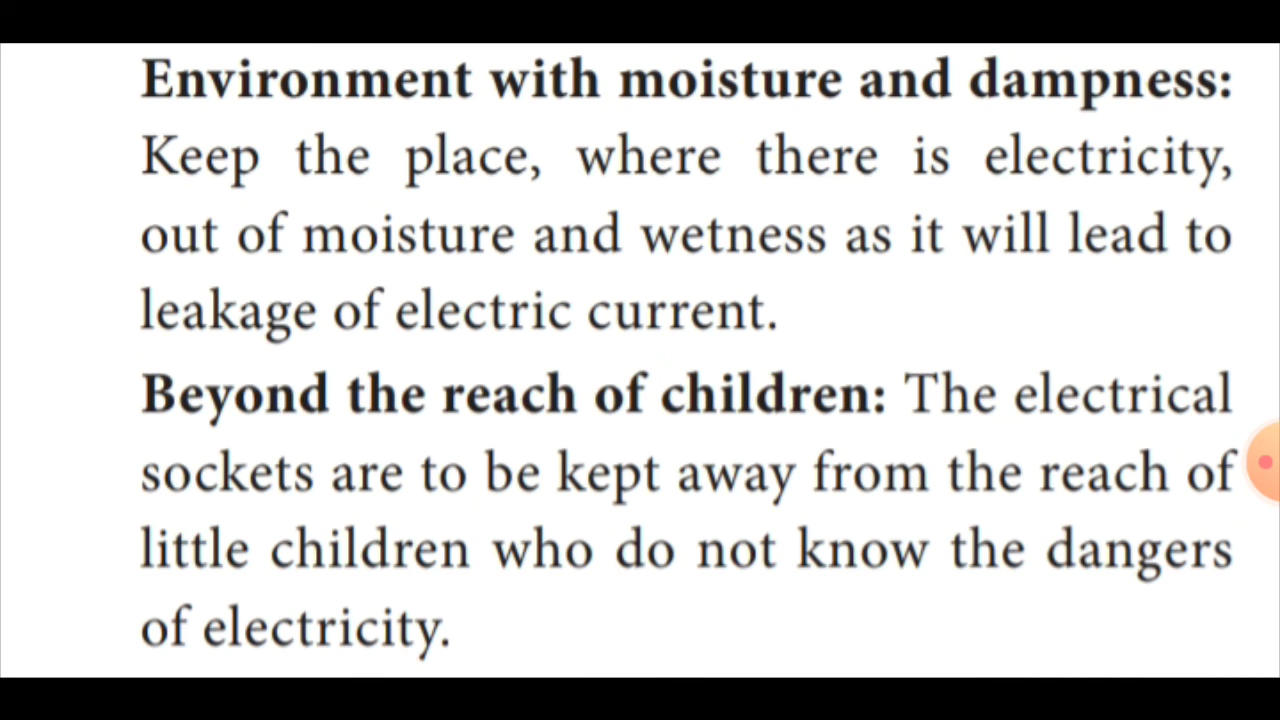 Environment with moisture and dampness:
Keep the place, where there is electricity,
out of moisture and wetness as it will lead to
leakage of electric current.
Beyond the reach of children: The electrical
sockets are to be kept away from the reach of
little children who do not know the dangers
of electricity.